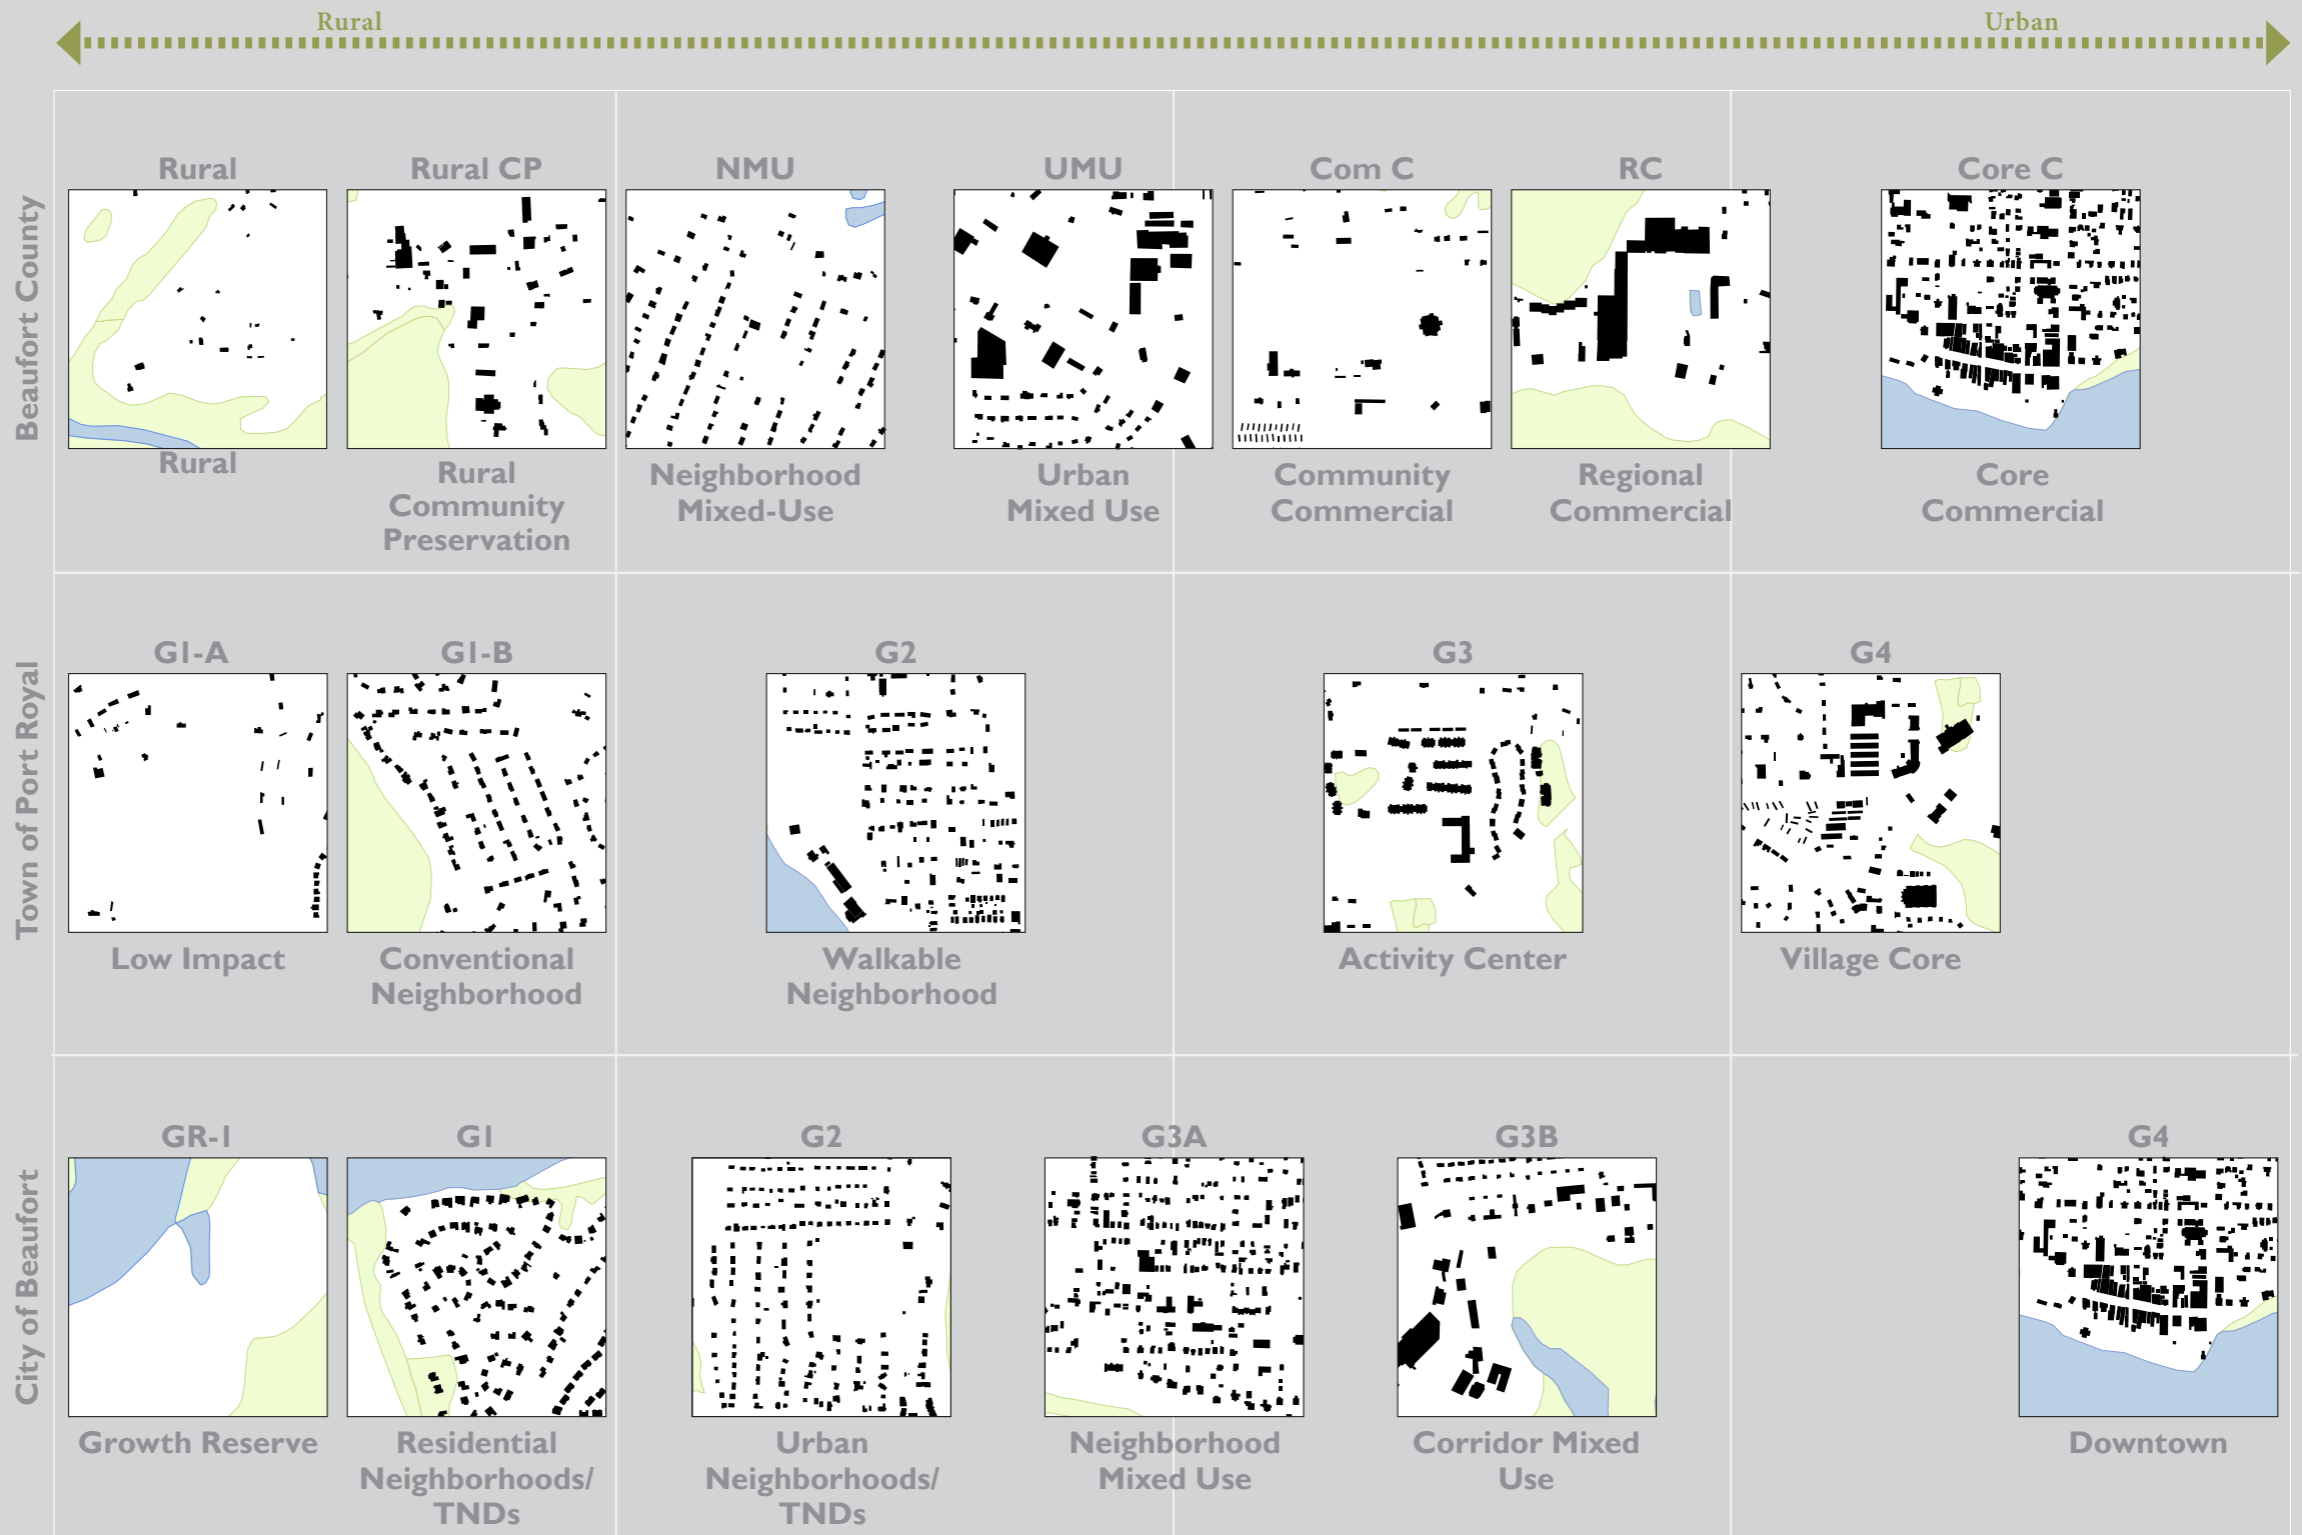 Rural
Urban
Beaufort County
Rural
Rural CP
NMU
UMU
Com C
RC
Core C
Rural
Rural
Community
Preservation
Neighborhood
Mixed-Use
Urban
Mixed Use
Community
Commercial
Regional
Commercial
Core
Commercial
Town of Port Royal
G1-A
G1-B
G2
G3
G4
Low Impact
Conventional
Neighborhood
Walkable
Neighborhood
Activity Center
Village Core
City of Beaufort
GR-1
G1
G2
G3A
G3B
G4
Growth Reserve
Residential
Neighborhoods/
TNDs
Urban
Neighborhoods/
TNDs
Neighborhood
Mixed Use
Corridor Mixed
Use
Downtown